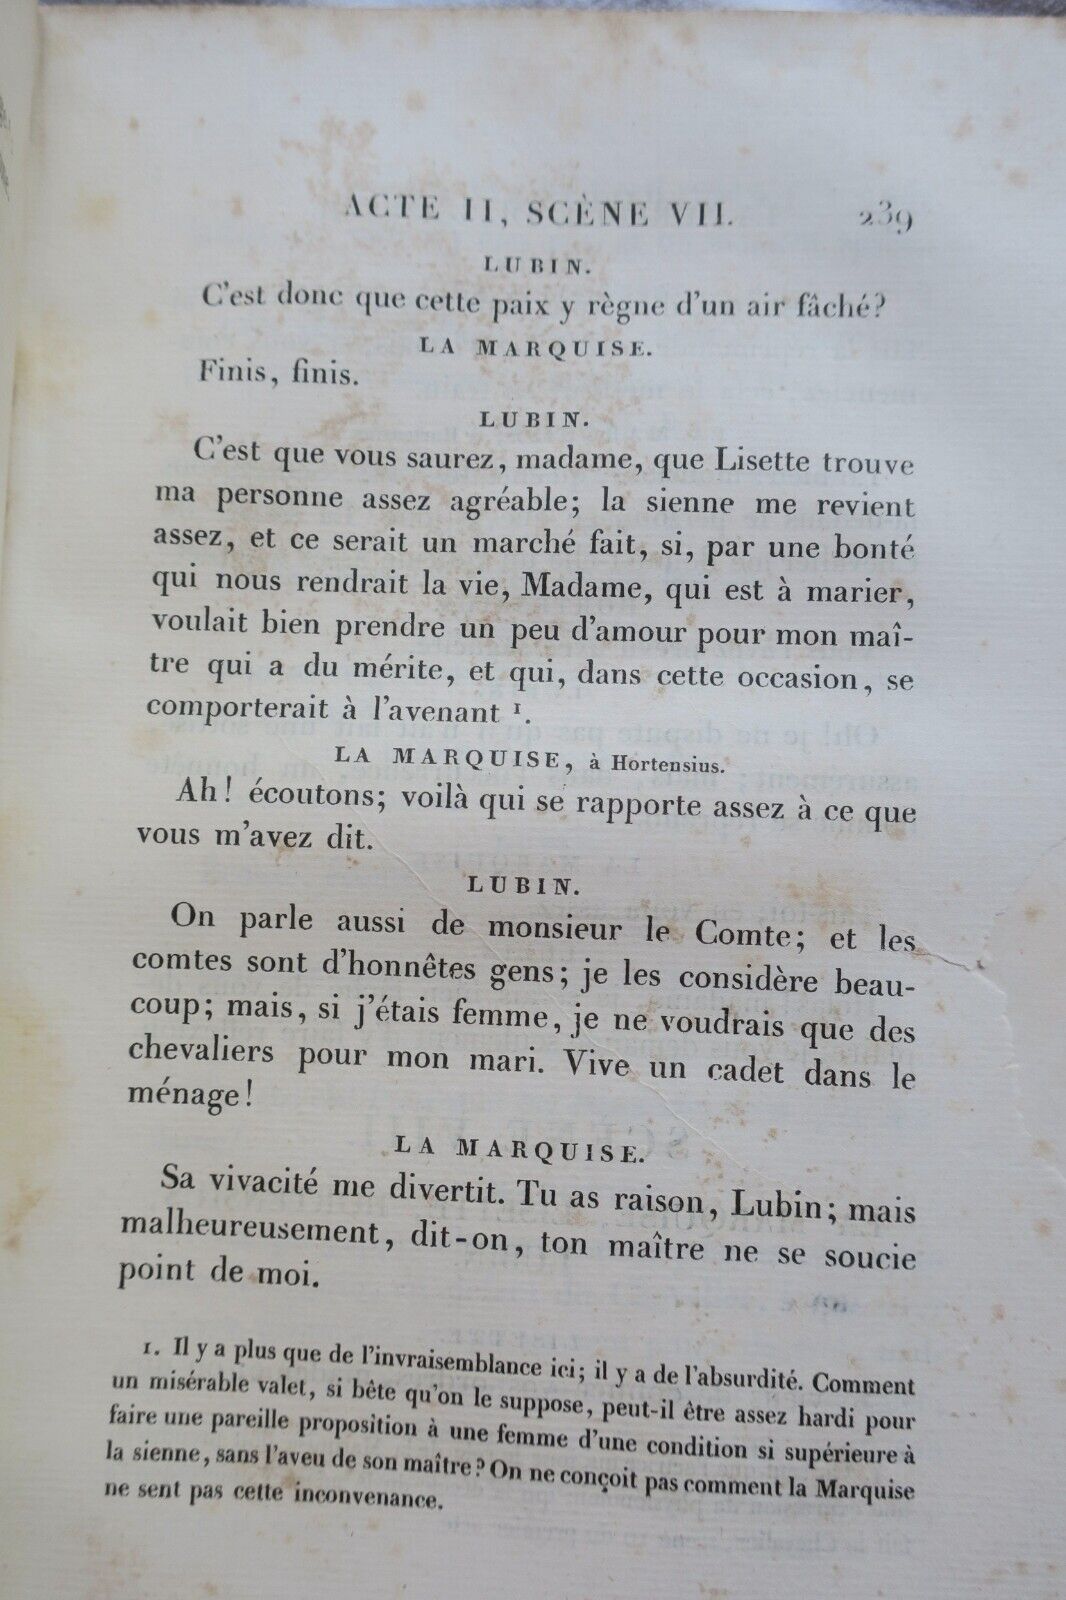 ACTE II, SCÈNE VII. 239
LUBIN.
C'est donc que cette paix y règne d'un air fâché?
LA MARQUISE.
Finis, finis.
LUBIN.
C'est que vous saurez, madame, que Lisette trouve
ma personne assez agréable; la sienne me revient
assez, et ce serait un marché fait, si, par une bonté
qui nous rendrait la vie, Madame, qui est à marier,
voulait bien prendre un peu d'amour pour mon maî-
tre qui a du mérite, et qui, dans cette occasion, se
comporterait à l'avenant ¹.
LA MARQUISE, à Hortensius.
Ah! écoutons; voilà qui se rapporte assez à ce que
vous m'avez dit.
LUBIN.
On parle aussi de monsieur le Comte; et les
comtes sont d'honnêtes gens; je les considère beau-
coup; mais, si j'étais femme, je ne voudrais que des
chevaliers pour mon mari. Vive un cadet dans le
ménage!
LA MARQUISE.
Sa vivacité me divertit. Tu as raison, Lubin; mais
malheureusement, dit-on, ton maître ne se soucie
point de moi.
1. Il y a plus que de l'invraisemblance ici; il y a de l'absurdité. Comment
un misérable valet, si bête qu'on le suppose, peut-il être assez hardi pour
faire une pareille proposition à une femme d'une condition si supérieure à
la sienne, sans l'aveu de son maître? On ne conçoit pas comment la Marquise
ne sent pas cette inconvenance.